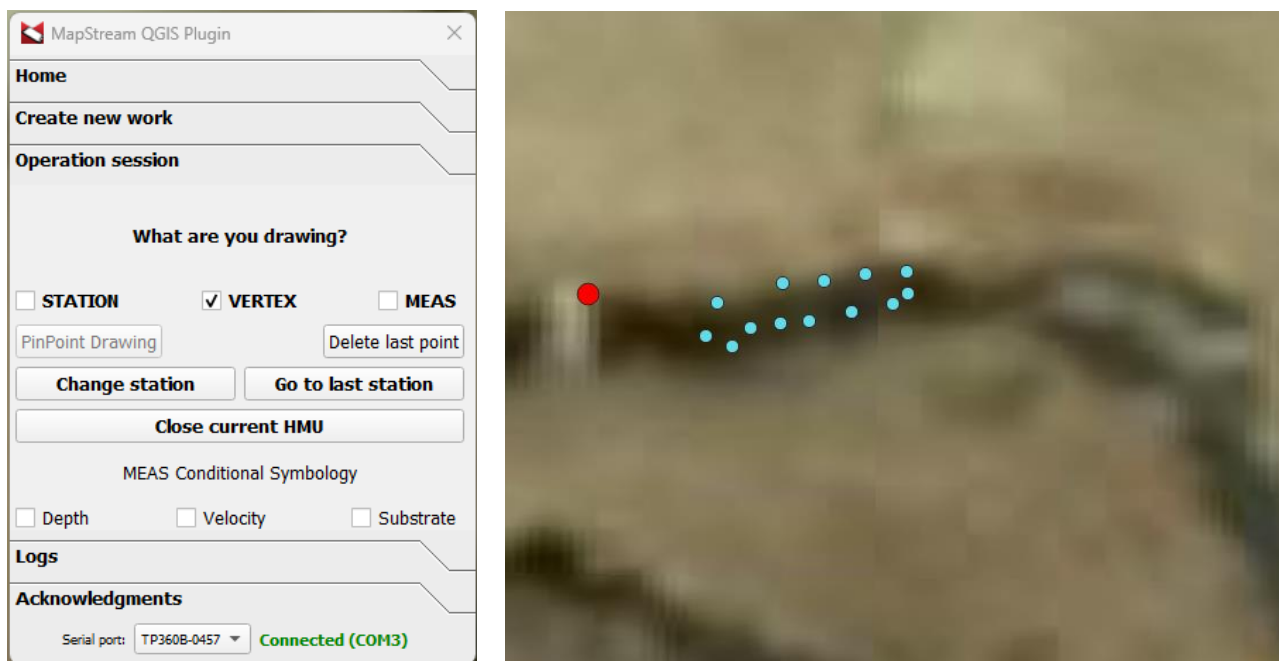 MapStream QGIS Plugin
Home
Create new work
Operation session
What are you drawing?
STATION VERTEX MEAS
PinPoint Drawing Delete last point
Change station Go to last station
Close current HMU
MEAS Conditional Symbology
Depth Velocity Substrate
Logs
Acknowledgments
Serial port: TP360B-0457 Connected (COM3)